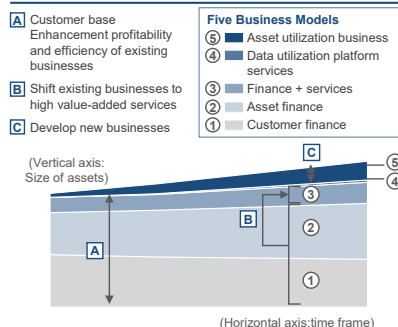 A Customer base
Enhancement profitability
and efficiency of existing
businesses
B Shift existing businesses to
high value-added services
C Develop new businesses
Five Business Models
⑤ Asset utilization business
④ Data utilization platform
services
③ Finance + services
② Asset finance
① Customer finance
(Vertical axis:
Size of assets)
C
⑤
④
③
B
②
A
①
(Horizontal axis:time frame)